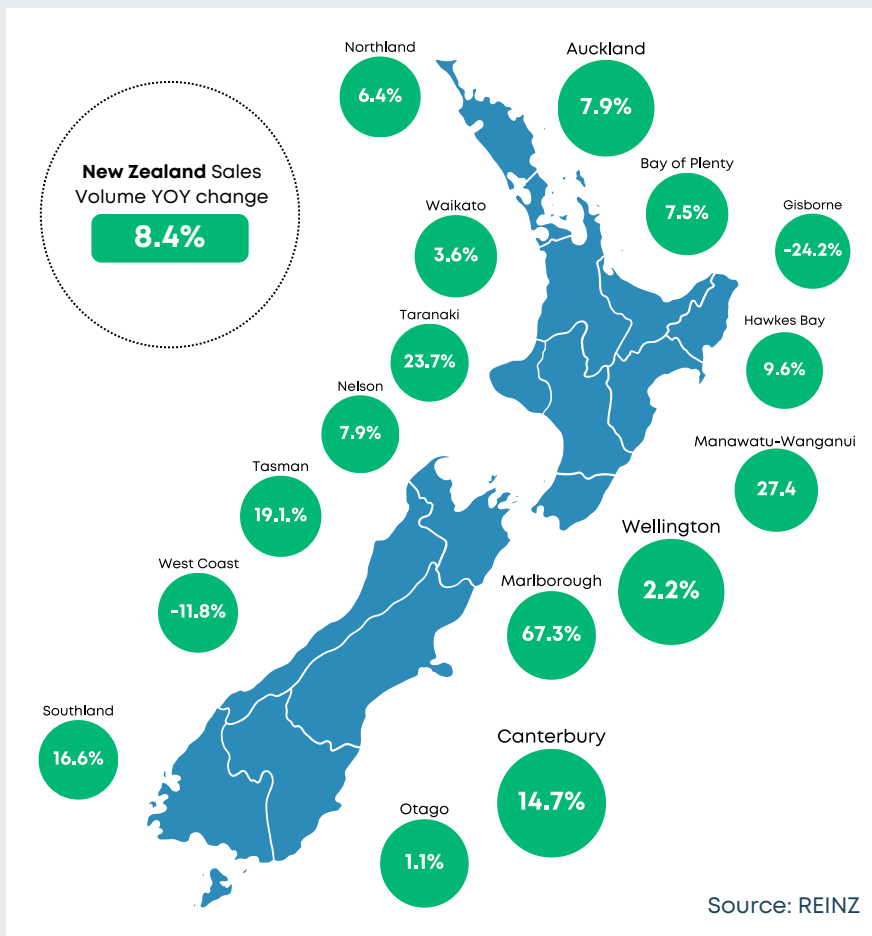 Northland
6.4%
Auckland
7.9%
New Zealand Sales
Volume YOY change
8.4%
Bay of Plenty
7.5%
Waikato
3.6%
Gisborne
-24.2%
Taranaki
23.7%
Hawkes Bay
9.6%
Nelson
7.9%
Manawatu-Wanganui
27.4
Tasman
19.1.%
Wellington
2.2%
West Coast
-11.8%
Marlborough
67.3%
Southland
16.6%
Canterbury
14.7%
Otago
1.1%
Source: REINZ